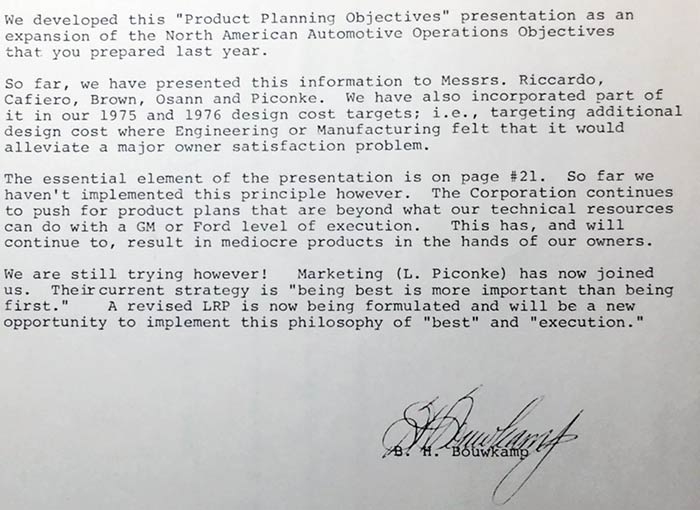 We developed this "Product Planning Objectives" presentation as an
expansion of the North American Automotive Operations Objectives
that you prepared last year.
So far, we have presented this information to Messrs. Riccardo,
Cafiero, Brown, Osann and Piconke. We have also incorporated part of
it in our 1975 and 1976 design cost targets; i.e., targeting additional
design cost where Engineering or Manufacturing felt that it would
alleviate a major owner satisfaction problem.
The essential element of the presentation is on page #21. So far we
haven't implemented this principle however. The Corporation continues
to push for product plans that are beyond what our technical resources
can do with a GM or Ford level of execution. This has, and will
continue to, result in mediocre products in the hands of our owners.
We are still trying however! Marketing (L. Piconke) has now joined
us. Their current strategy is "being best is more important than being
first." A revised LRP is now being formulated and will be a new
opportunity to implement this philosophy of "best" and "execution."
B. H. Bouwkamp
B. H. Bouwkamp